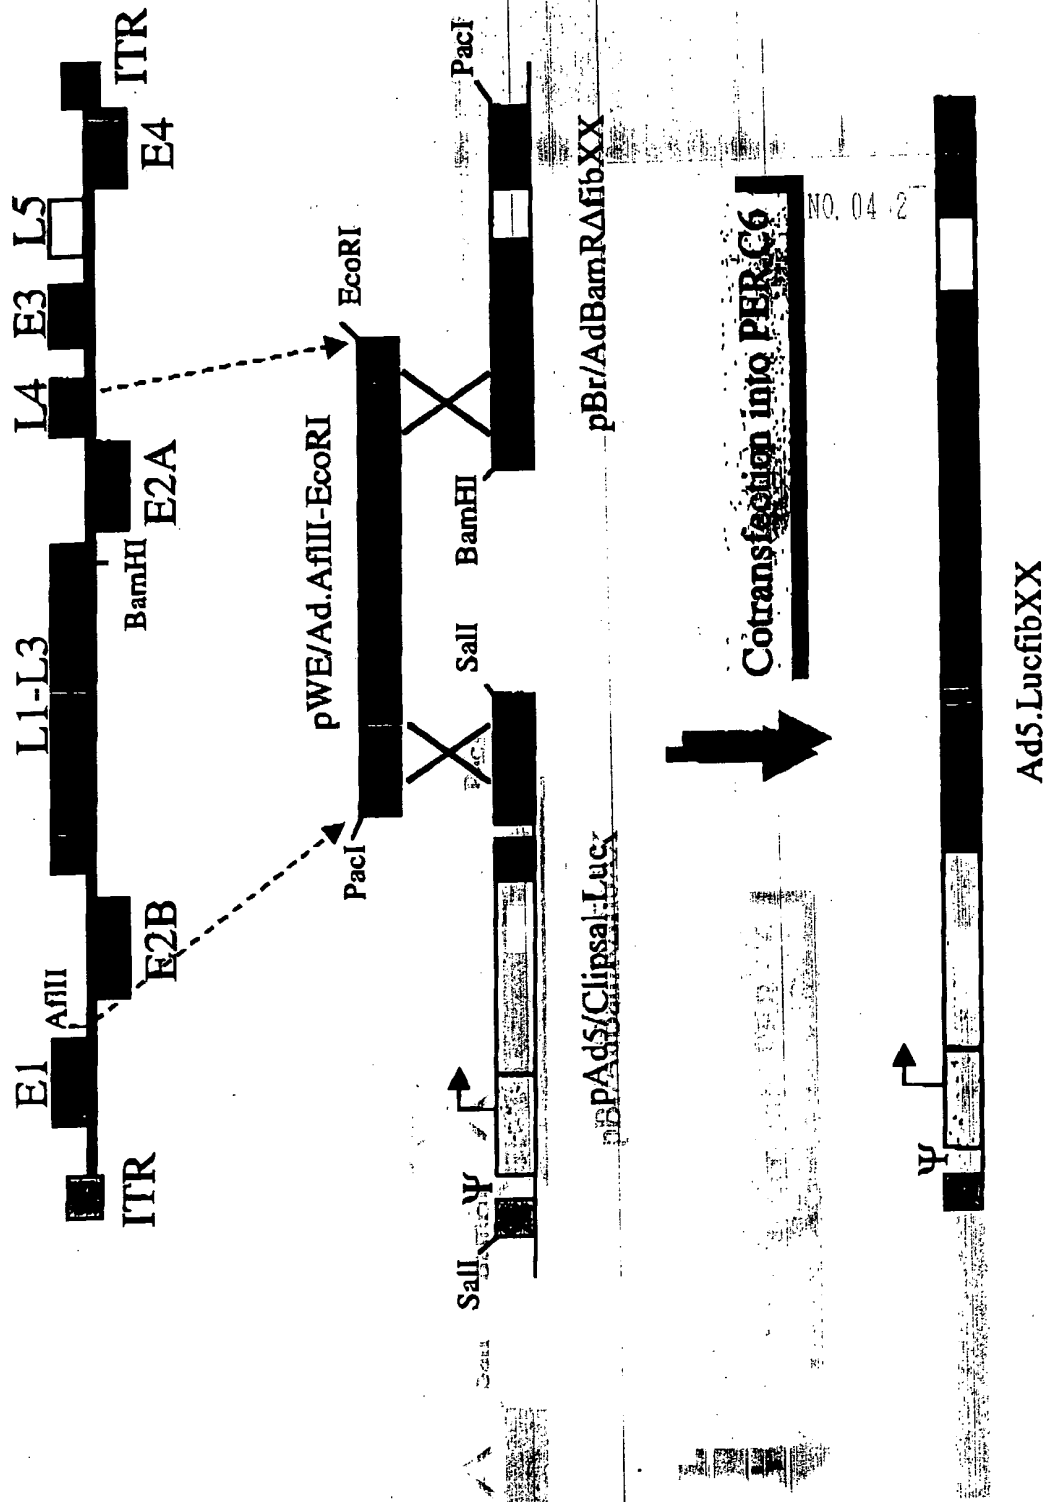 E1
AflII
L1-L3
L4
E3
L5
ITR
E2B
BamHI
E2A
E4
ITR
pWE/Ad.AflII-EcoRI
PacI
EcoRI
SalI
Ψ
SalI
BamHI
PacI
pAd5/Clipsal-Luc
pBr/AdBamRΔfibXX
Cotransfection into PER.C6
NO. 04 2
Ψ
Ad5.LucfibXX